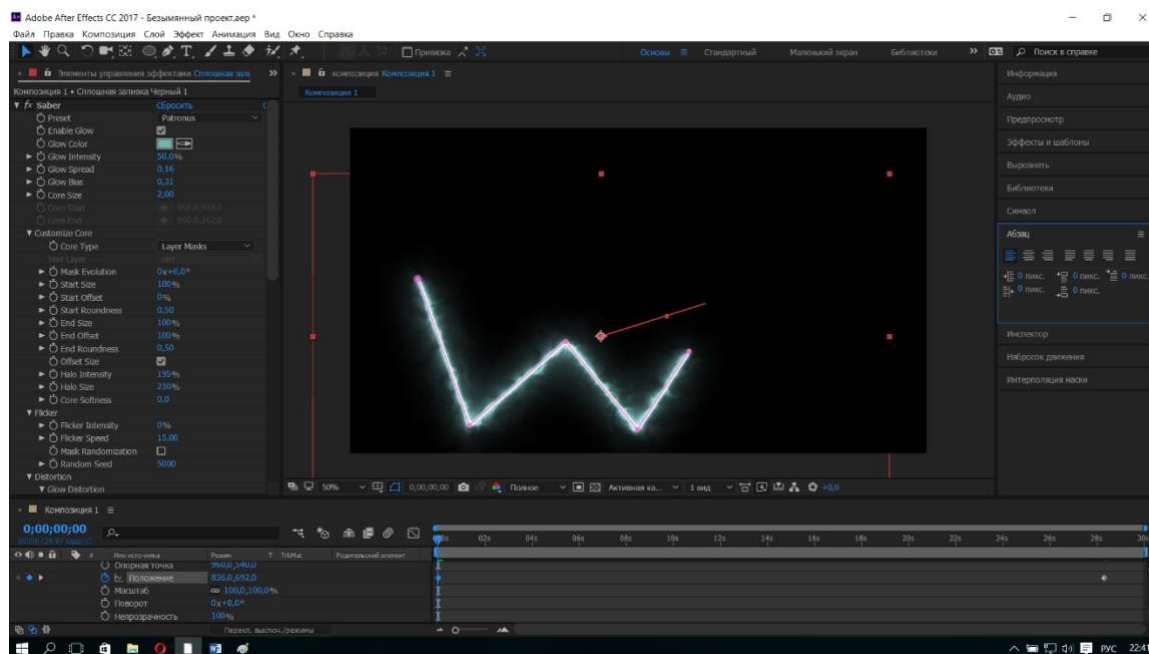 Adobe After Effects CC 2017 - Безымянный проект.aep *
Файл Правка Композиция Слой Эффект Анимация Вид Окно Справка
Привязка
Основы
Стандартный
Маленький экран
Библиотеки
Поиск в справке
Элементы управления эффектами Сплошная зали
композиция Композиция 1
Композиция 1 • Сплошная заливка Черный 1
Композиция 1
fx Saber Сбросить
Preset Patronus
Enable Glow
Glow Color
Glow Intensity 50,0%
Glow Spread 0,16
Glow Bias 0,31
Core Size 2,00
Core Start 960,0,918,0
Core End 960,0,162,0
Customize Core
Core Type Layer Masks
Text Layer
Mask Evolution 0x+0,0°
Start Size 100%
Start Offset 0%
Start Roundness 0,50
End Size 100%
End Offset 100%
End Roundness 0,50
Offset Size
Halo Intensity 195%
Halo Size 210%
Core Softness 0,0
Flicker
Flicker Intensity 0%
Flicker Speed 15,00
Mask Randomization
Random Seed 5000
Distortion
Glow Distortion
Информация
Аудио
Предпросмотр
Эффекты и шаблоны
Выровнять
Библиотеки
Символ
Абзац
0 пикс. 0 пикс. 0 пикс.
0 пикс. 0 пикс.
Инспектор
Набросок движения
Интерполяция маски
50% 0;00;00;00 Полное Активная ка... 1 вид +0,0
Композиция 1
0;00;00;00
02s 04s 06s 08s 10s 12s 14s 16s 18s 20s 22s 24s 26s 28s 30s
# Имя источника Режим T TrkMat Родительский элемент
Опорная точка 960,0,540,0
Положение 836,0,692,0
Масштаб 100,0,100,0%
Поворот 0x+0,0°
Непрозрачность 100%
Перекл. выключ./режимы
РУС 22:41